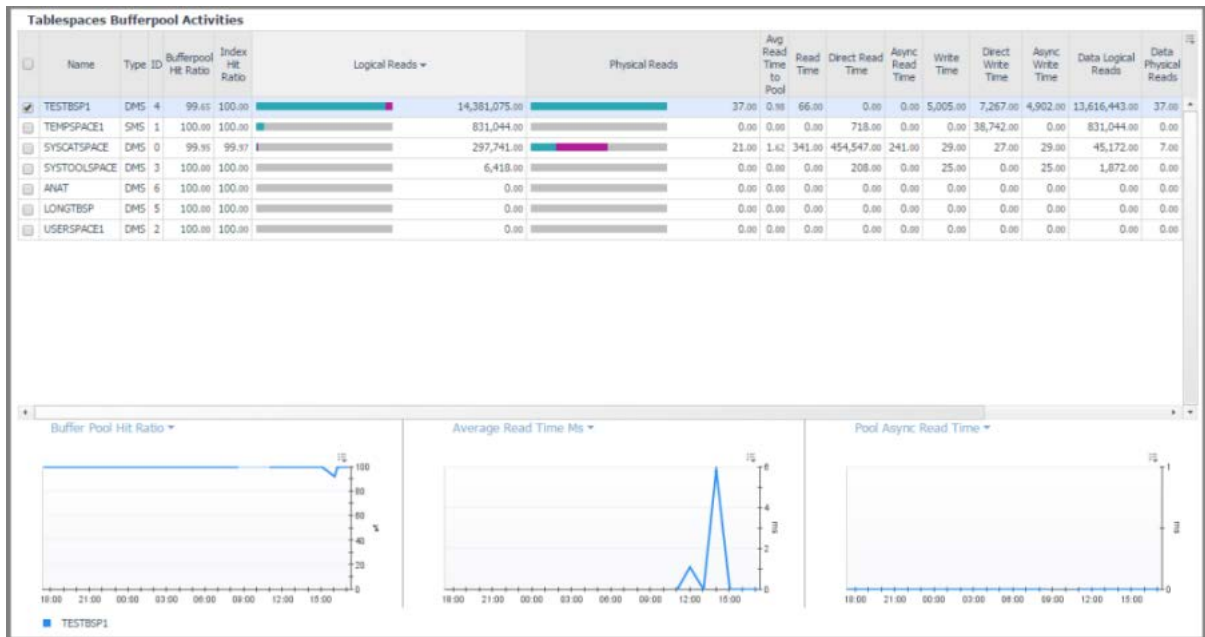 Tablespaces Bufferpool Activities
Name Type ID Bufferpool Hit Ratio Index Hit Ratio Logical Reads Physical Reads Avg Read Time to Pool Read Time Direct Read Time Async Read Time Write Time Direct Write Time Async Write Time Data Logical Reads Data Physical Reads
TESTBSP1 DMS 4 99.65 100.00 14,381,075.00 37.00 0.98 66.00 0.00 0.00 5,005.00 7,267.00 4,902.00 13,616,443.00 37.00
TEMPSPACE1 SMS 1 100.00 100.00 831,044.00 0.00 0.00 0.00 718.00 0.00 0.00 38,742.00 0.00 831,044.00 0.00
SYSCATSPACE DMS 0 99.95 99.97 297,741.00 21.00 1.62 341.00 454,547.00 241.00 29.00 27.00 29.00 45,172.00 7.00
SYSTOOLSPACE DMS 3 100.00 100.00 6,418.00 0.00 0.00 0.00 208.00 0.00 25.00 0.00 25.00 1,872.00 0.00
ANAT DMS 6 100.00 100.00 0.00 0.00 0.00 0.00 0.00 0.00 0.00 0.00 0.00 0.00 0.00
LONGTBSP DMS 5 100.00 100.00 0.00 0.00 0.00 0.00 0.00 0.00 0.00 0.00 0.00 0.00 0.00
USERSPACE1 DMS 2 100.00 100.00 0.00 0.00 0.00 0.00 0.00 0.00 0.00 0.00 0.00 0.00 0.00
Buffer Pool Hit Ratio
100
80
60
40
20
0
%
18:00 21:00 00:00 03:00 06:00 09:00 12:00 15:00
TESTBSP1
Average Read Time Ms
6
4
2
0
ms
18:00 21:00 00:00 03:00 06:00 09:00 12:00 15:00
Pool Async Read Time
1
0
ms
18:00 21:00 00:00 03:00 06:00 09:00 12:00 15:00